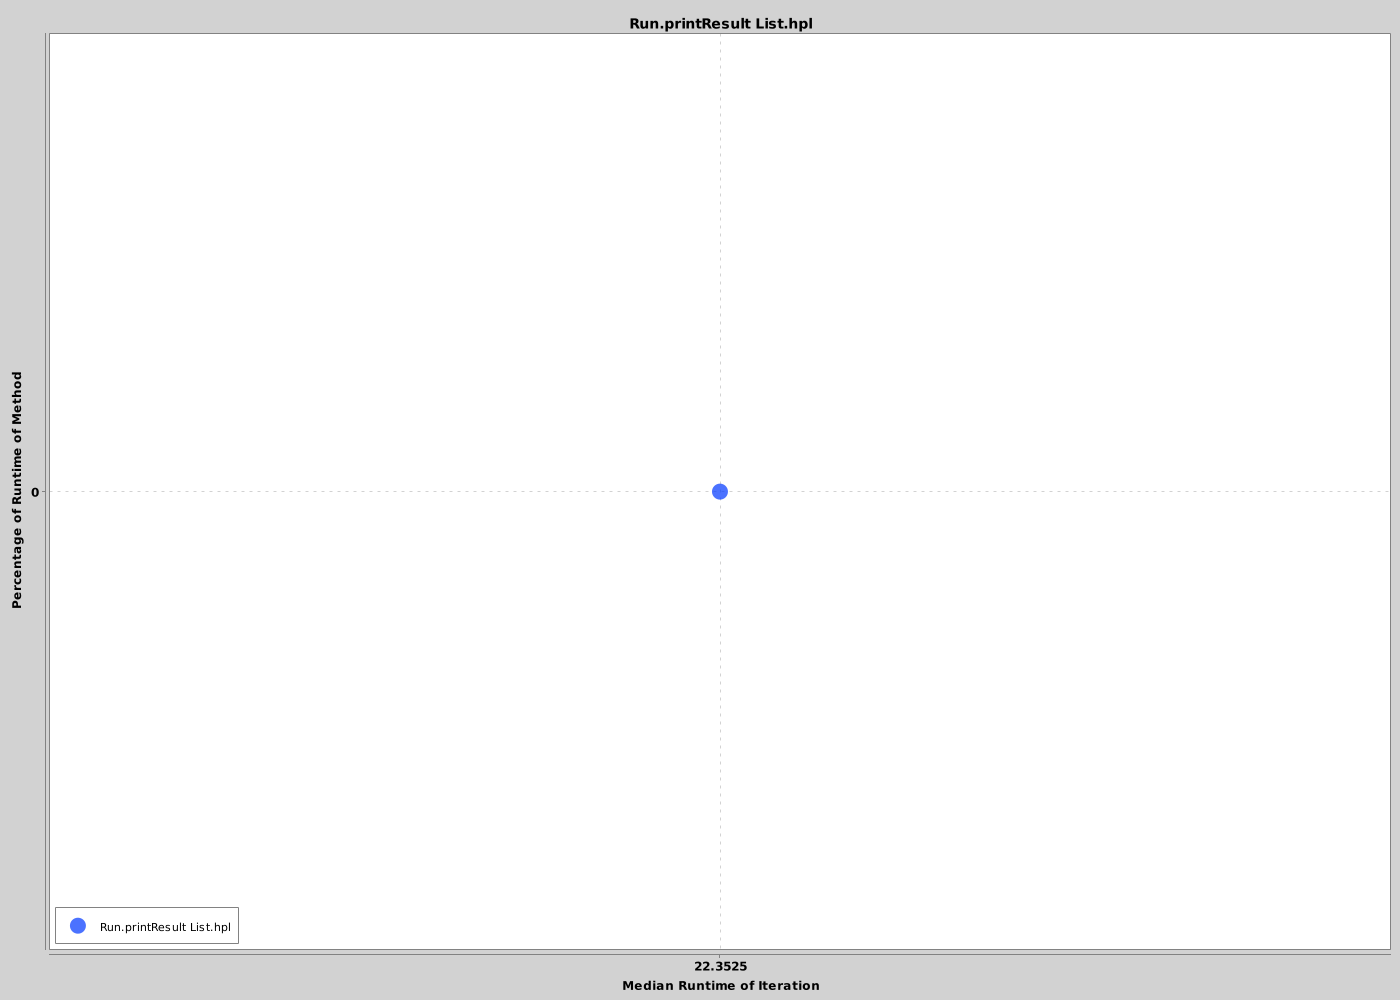 Run.printResult List.hpl
Percentage of Runtime of Method
0
Run.printResult List.hpl
22.3525
Median Runtime of Iteration